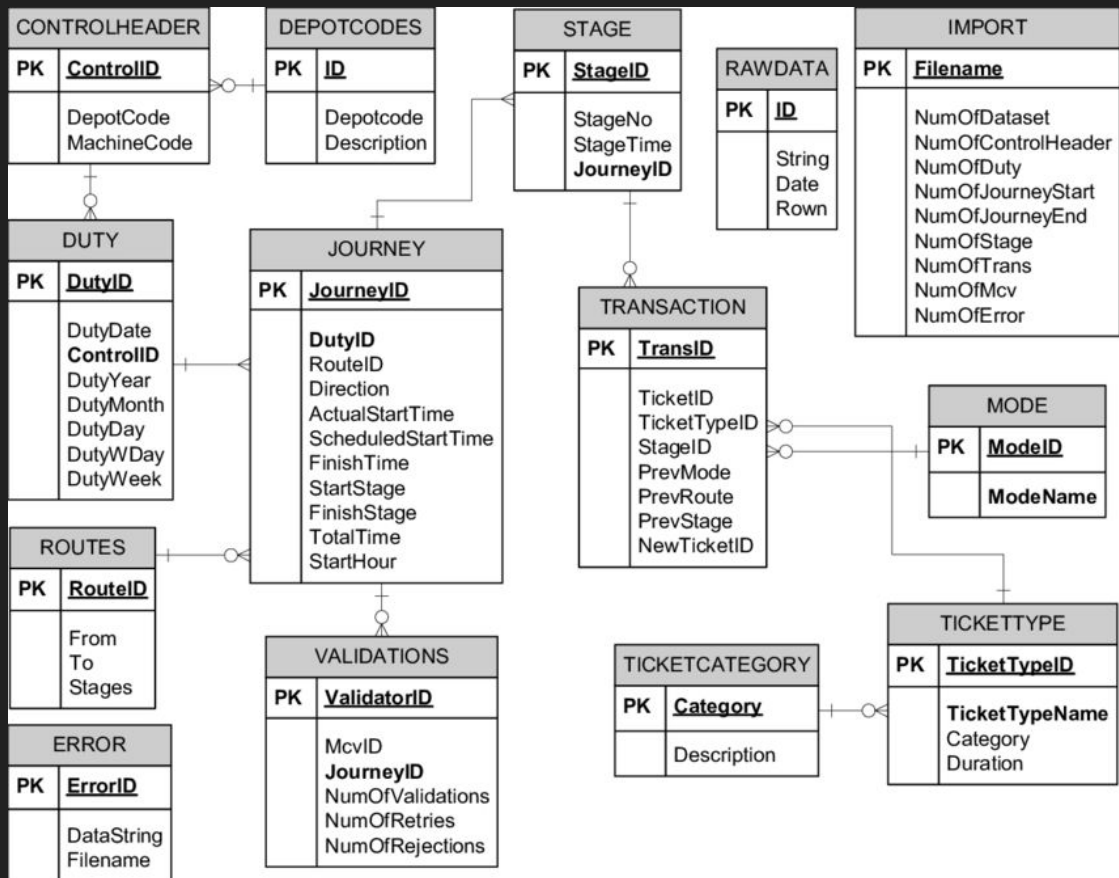 CONTROLHEADER
PK ControlID
DepotCode
MachineCode
DEPOTCODES
PK ID
Depotcode
Description
STAGE
PK StageID
StageNo
StageTime
JourneyID
RAWDATA
PK ID
String
Date
Rown
IMPORT
PK Filename
NumOfDataset
NumOfControlHeader
NumOfDuty
NumOfJourneyStart
NumOfJourneyEnd
NumOfStage
NumOfTrans
NumOfMcv
NumOfError
DUTY
PK DutyID
DutyDate
ControlID
DutyYear
DutyMonth
DutyDay
DutyWDay
DutyWeek
JOURNEY
PK JourneyID
DutyID
RouteID
Direction
ActualStartTime
ScheduledStartTime
FinishTime
StartStage
FinishStage
TotalTime
StartHour
TRANSACTION
PK TransID
TicketID
TicketTypeID
StageID
PrevMode
PrevRoute
PrevStage
NewTicketID
MODE
PK ModeID
ModeName
ROUTES
PK RouteID
From
To
Stages
VALIDATIONS
PK ValidatorID
McvID
JourneyID
NumOfValidations
NumOfRetries
NumOfRejections
TICKETCATEGORY
PK Category
Description
TICKETTYPE
PK TicketTypeID
TicketTypeName
Category
Duration
ERROR
PK ErrorID
DataString
Filename